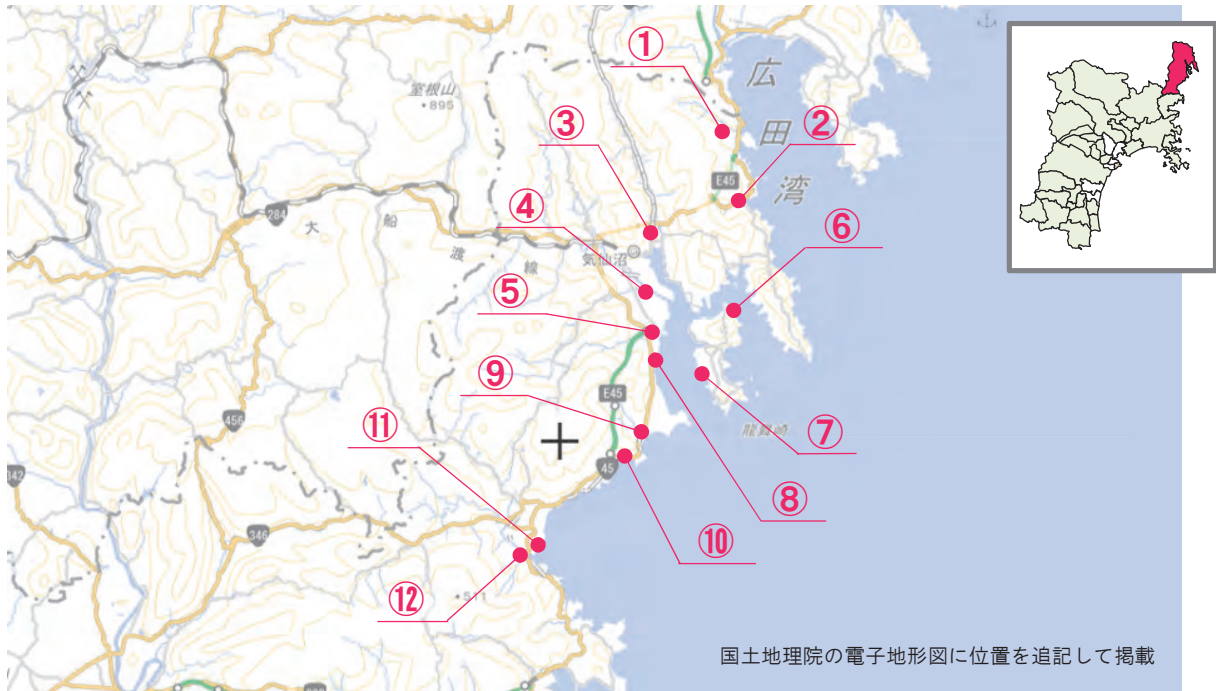 ①
広
田
湾
室根山
・895
③
②
E45
④
284
大
船
渡
線
気仙沼
⑥
⑤
⑨
E45
456
⑪
龍舞崎
⑦
45
⑧
342
346
⑩
⑫
・511
国土地理院の電子地形図に位置を追記して掲載